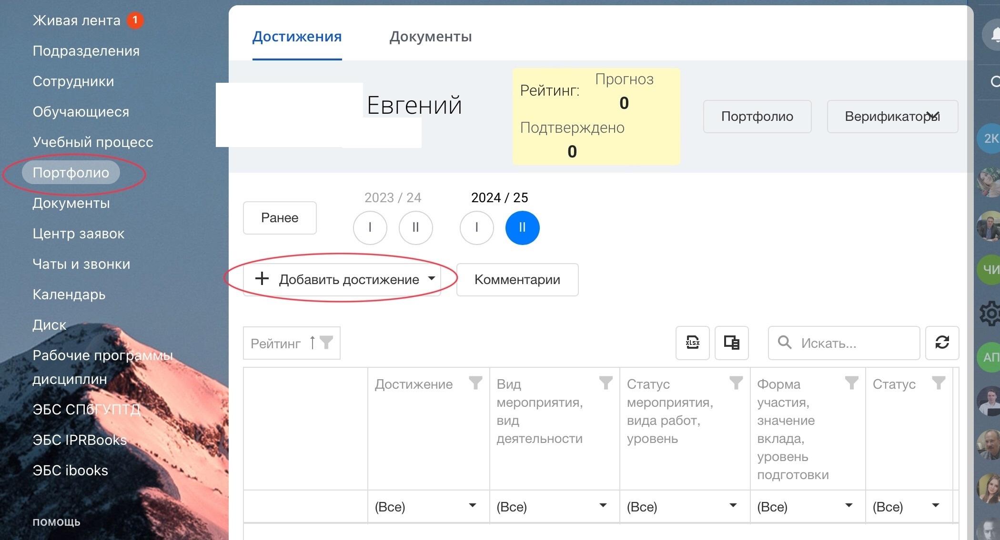 Живая лента 1
Подразделения
Сотрудники
Обучающиеся
Учебный процесс
Портфолио
Документы
Центр заявок
Чаты и звонки
Календарь
Диск
Рабочие программы
дисциплин
ЭБС СПбГУПТД
ЭБС IPRBooks
ЭБС ibooks
ПОМОЩЬ
Достижения Документы
Евгений
Рейтинг: Прогноз
0
Подтверждено
0
Портфолио
Верификаторы
Ранее
2023 / 24 2024 / 25
I II I II
+ Добавить достижение
Комментарии
Рейтинг ↑
xlsx
Искать...
Достижение
Вид
мероприятия,
вид
деятельности
Статус
мероприятия,
вида работ,
уровень
Форма
участия,
значение
вклада,
уровень
подготовки
Статус
(Все) (Все) (Все) (Все) (Все)
2К
ЧИ
АП